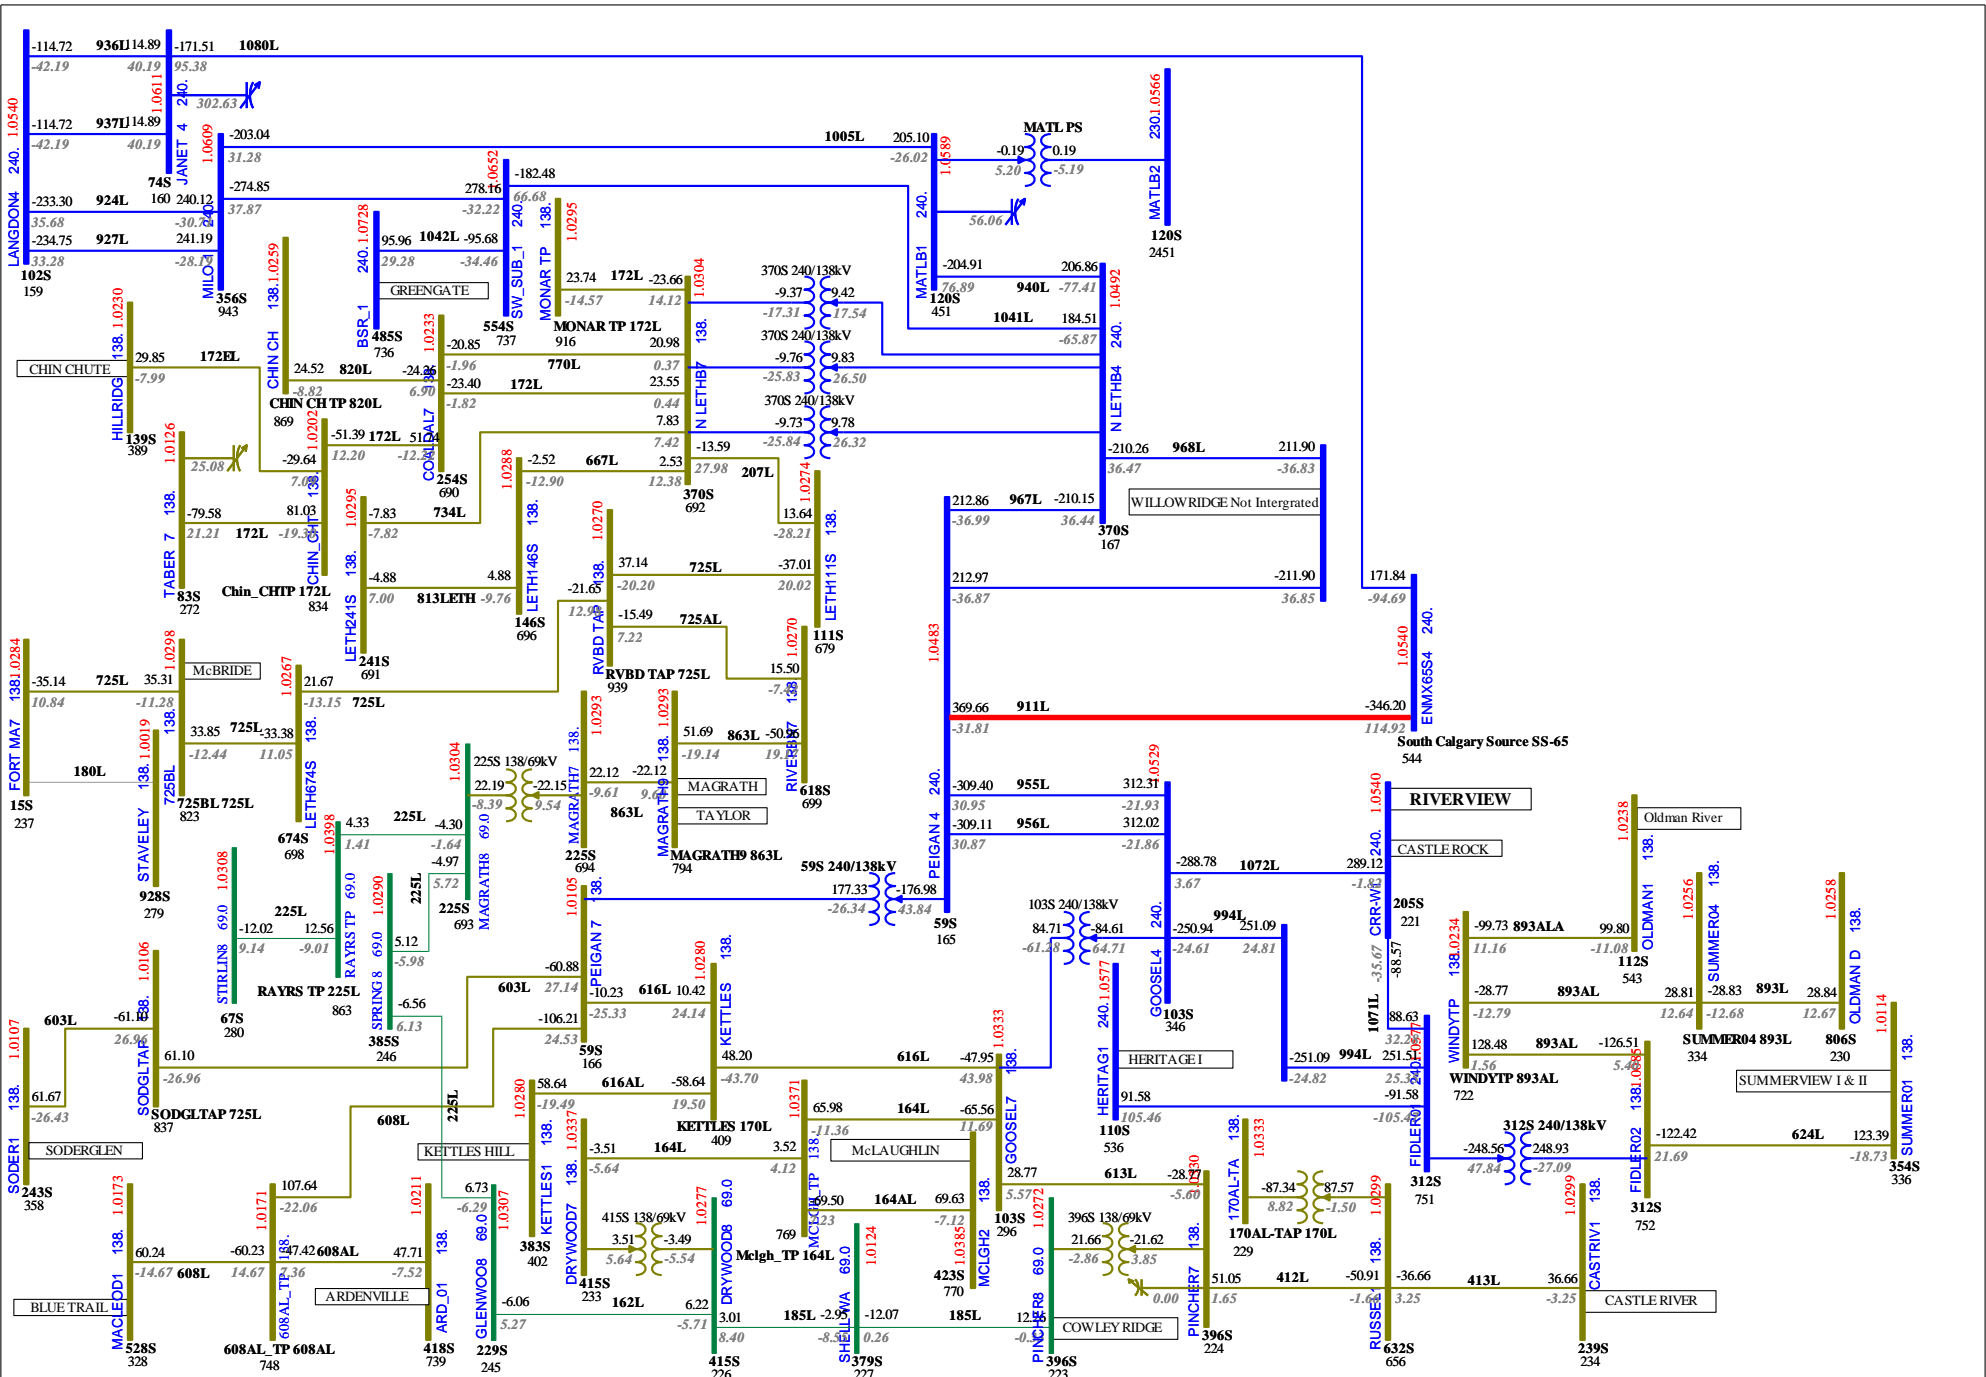 -114.72 936L 114.89 -171.51 1080L
-42.19 40.19 95.38
1.0540 1.0611
302.63
-114.72 937L 114.89
-42.19 40.19
LANGDON4 240.
JANET 4 240.
74S
160
-233.30 924L 240.12
35.68
-234.75 927L 241.19
33.28
102S
159
1.0609
-203.04 1005L 205.10
31.28 -26.02
-274.85 278.16
37.87 -32.22
MILO 1 240.
356S
943
1.0652
-182.48
66.68
SW_SUB_1 240.
554S
737
BSR_1 240. 1.0728
95.96 1042L -95.68
29.28 -34.46
GREENGATE
485S
736
MONAR TP 138.
1.0295
23.74 172L -23.66
-14.57 14.12
MONAR TP 172L
916
1.0589
MATL PS
-0.19 0.19
5.20 -5.19
56.06
MATLB1 240.
-204.91 206.86
76.89 940L -77.41
120S
451
MATLB2 230. 1.0566
120S
2451
1.0492
1041L 184.51
-65.87
N LETHB4 240.
370S 240/138kV
-9.37 9.42
-17.31 17.54
370S 240/138kV
-9.76 9.83
-25.83 26.50
370S 240/138kV
-9.73 9.78
-25.84 26.32
1.0304
N LETHB7 138.
370S
692
HILLRIDG 138. 1.0230
29.85 172EL
-7.99
CHIN CHUTE
139S
389
CHIN CH 138. 1.0259
24.52 820L
-8.82 6.90
CHIN CH TP 820L
869
1.0233
-20.85 20.98
-1.96 770L 0.37
-23.40 172L 23.55
-1.82 0.44
COALDAL7 138.
254S
690
7.83
7.42
-13.59
27.98 207L
1.0274
13.64
-28.21
LETH111S 138.
111S
679
1.0202
-51.39 172L
12.20
-29.64
CHIN_CHT 138.
Chin_CHTP 172L
834
1.0126
25.08
-79.58 81.03
21.21 172L
TABER 7 138.
83S
272
1.0295
-7.83 734L
-7.82
-4.88 4.88
7.00 813LETH -9.76
LETH241S 138.
241S
691
1.0288
-2.52 667L 2.53
-12.90 12.38
LETH146S 138.
146S
696
1.0270
37.14 725L -37.01
-20.20 20.02
-21.65
-15.49 725AL
7.22
RVBD TAP 138.
RVBD TAP 725L
939
1.0270
15.50
RIVERB97 138.
618S
699
-210.26 968L 211.90
36.47 -36.83
WILLOWRIDGE Not Intergrated
212.86 967L -210.15
-36.99 36.44
370S
167
212.97 -211.90
-36.87 36.85
171.84
-94.69
1.0540
ENMX65S4 240.
1.0483
369.66 911L -346.20
-31.81 114.92
South Calgary Source SS-65
544
PEIGAN 4 240.
-309.40 955L 312.31
30.95 -21.93
-309.11 956L 312.02
30.87 -21.86
59S
165
FORT MA7 138. 1.0284
-35.14 725L 35.31
10.84 -11.28
180L
15S
237
1.0298
McBRIDE
33.85 725L -33.38
-12.44 11.05
725BL 138.
725BL 725L
823
STAVELEY 138. 1.0019
928S
279
1.0267
21.67
-13.15 725L
LETH674S 138.
674S
698
1.0304
225S 138/69kV
22.19 -22.15
-8.39 9.54
MAGRATH8 69.0
225S
693
1.0293
22.12 -22.12
-9.61
863L
MAGRATH7 138.
225S
694
1.0293
51.69 863L
-19.14
MAGRATH
TAYLOR
MAGRATH9 138.
MAGRATH9 863L
794
1.0398
4.33 225L -4.30
1.41 -1.64
-4.97
5.72
225L
RAYRS TP 69.0
RAYRS TP 225L
863
1.0308
-12.02 225L 12.56
9.14 -9.01
STIRLIN8 69.0
67S
280
1.0290
5.12
-5.98
-6.56
6.13
SPRING 8 69.0
385S
246
59S 240/138kV
177.33 -176.98
-26.34 43.84
1.0105
PEIGAN 7 138.
-60.88
603L 27.14
-10.23 616L 10.42
-25.33 24.14
-106.21
24.53
59S
166
1.0529
-288.78 1072L 289.12
3.67
-250.94 994L 251.09
-24.61 24.81
GOOSEL4 240.
103S
346
103S 240/138kV
84.71 -84.61
-61.28 64.71
1.0540
RIVERVIEW
CASTLE ROCK
205S
221
-88.57
-35.67
1071L
88.63
-251.09 994L
-24.82
91.58 -91.58
105.46
HERITAG1 240. 1.0577
HERITAGE I
110S
536
FIDLER01 240.
312S
751
312S 240/138kV
-248.56 248.93
47.84 -27.09
1.0238
Oldman River
OLDMAN1 138.
112S
543
-99.73 893ALA 99.80
11.16 -11.08
WINDYTP 138. 1.0234
-28.77 893AL 28.81
-12.79 12.64
128.48 893AL -126.51
1.56
WINDYTP 893AL
722
1.0256
SUMMER04 138.
-28.83 893L 28.84
-12.68 12.67
SUMMER04 893L
334
1.0258
OLDMAN D 138.
806S
230
1.0114
SUMMERVIEW I & II
-122.42 624L 123.39
21.69 -18.73
SUMMER01 138.
354S
336
FIDLER02 138.
312S
752
1.0106
603L -61.10
61.10
-26.96
SODGLTAP 138.
SODGLTAP 725L
837
1.0107
61.67
-26.43
SODERGLEN
SODER1 138.
243S
358
1.0280
KETTLES 138.
48.20 616L -47.95
-43.70 43.98
KETTLES 170L
409
1.0280
58.64 616AL -58.64
-19.49 19.50
KETTLES HILL
KETTLES1 138.
383S
402
608L
225L
1.0337
-3.51 164L 3.52
-5.64 4.12
DRYWOOD7 138.
415S
233
415S 138/69kV
3.51 -3.49
5.64 -5.54
1.0371
65.98 164L -65.56
-11.36 11.69
McLAUGHLIN
164AL 69.63
-7.12
MCLGH_TP 138.
769
Mclgh_TP 164L
1.0333
GOOSEL7 138.
28.77 613L
5.57 -5.60
103S
296
MCLGH2 138.
1.0385
423S
770
1.0173
60.24 -60.23
-14.67 608L 14.67
BLUE TRAIL
MACLEOD1 138.
528S
328
1.0171
107.64
-22.06
-47.42 608AL 47.71
7.36 -7.52
608AL_TP 138.
608AL_TP 608AL
748
1.0211
ARDENVILLE
ARD_01 138.
418S
739
6.73
-6.29
1.0307
-6.06 162L 6.22
5.27 -5.71
GLENWOO8 69.0
229S
245
1.0277
DRYWOOD8 69.0
3.01 185L -2.95
8.40
415S
226
1.0124
-12.07 185L
0.26
SHELL WA 69.0
379S
227
1.0272
PINCHER8 69.0
COWLEY RIDGE
396S
223
396S 138/69kV
21.66 -21.62
-2.86 3.85
0.00
PINCHER7 138.
51.05 412L -50.91
1.65
396S
224
170AL-TA 138. 1.0333
-87.34 87.57
8.82 -1.50
170AL-TAP 170L
229
1.0299
-36.66 413L 36.66
3.25 -3.25
632S
656
1.0299
CASTRIV1 138.
CASTLE RIVER
239S
234